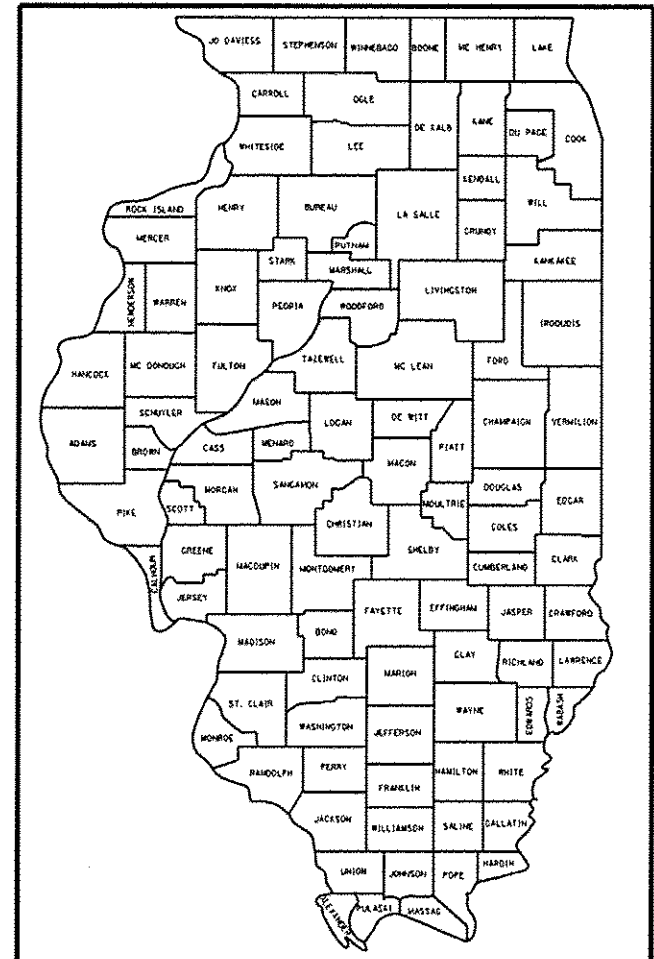 JO DAVIESS STEPHENSON WINNEBAGO BOONE MC HENRY LAKE
CARROLL OGLE DE KALB KANE DU PAGE COOK
WHITESIDE LEE
KENDALL
ROCK ISLAND HENRY BUREAU LA SALLE WILL
MERCER PUTNAM GRUNDY
STARK MARSHALL KANKAKEE
HENDERSON WARREN KNOX PEORIA WOODFORD LIVINGSTON
IROQUOIS
HANCOCK MC DONOUGH FULTON TAZEWELL MC LEAN FORD
MASON
SCHUYLER LOGAN DE WITT CHAMPAIGN VERMILION
ADAMS BROWN CASS MENARD PIATT
MACON
PIKE SCOTT MORGAN SANGAMON MOULTRIE DOUGLAS EDGAR
CHRISTIAN COLES
CALHOUN GREENE MACOUPIN MONTGOMERY SHELBY CUMBERLAND CLARK
JERSEY FAYETTE EFFINGHAM JASPER CRAWFORD
MADISON BOND
CLAY RICHLAND LAWRENCE
CLINTON MARION
ST. CLAIR WAYNE EDWARDS WABASH
MONROE WASHINGTON JEFFERSON
RANDOLPH PERRY HAMILTON WHITE
FRANKLIN
JACKSON WILLIAMSON SALINE GALLATIN
UNION JOHNSON POPE HARDIN
ALEXANDER PULASKI MASSAC